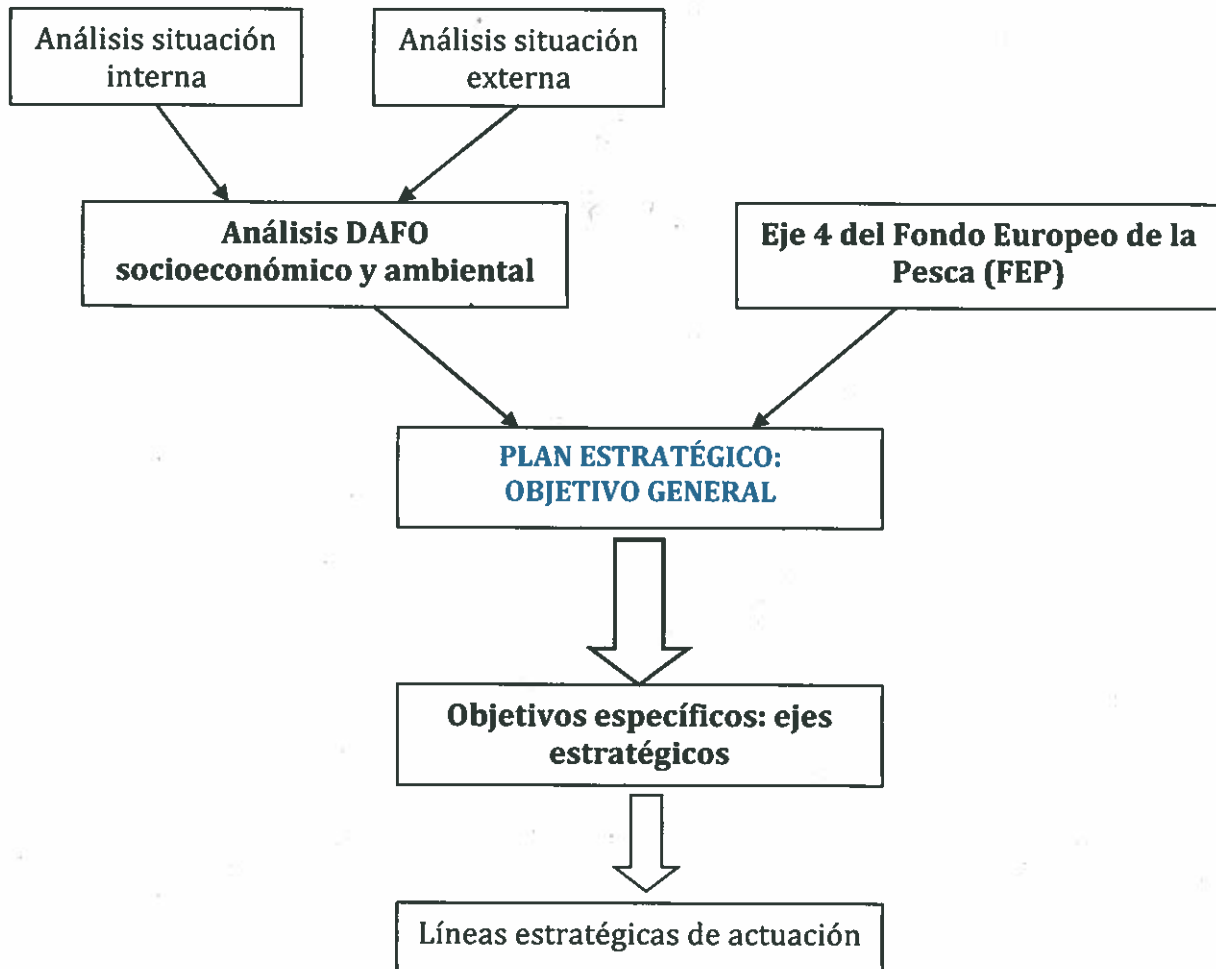 Análisis situación
interna
Análisis situación
externa
Análisis DAFO
socioeconómico y ambiental
Eje 4 del Fondo Europeo de la
Pesca (FEP)
PLAN ESTRATÉGICO:
OBJETIVO GENERAL
Objetivos específicos: ejes
estratégicos
Líneas estratégicas de actuación